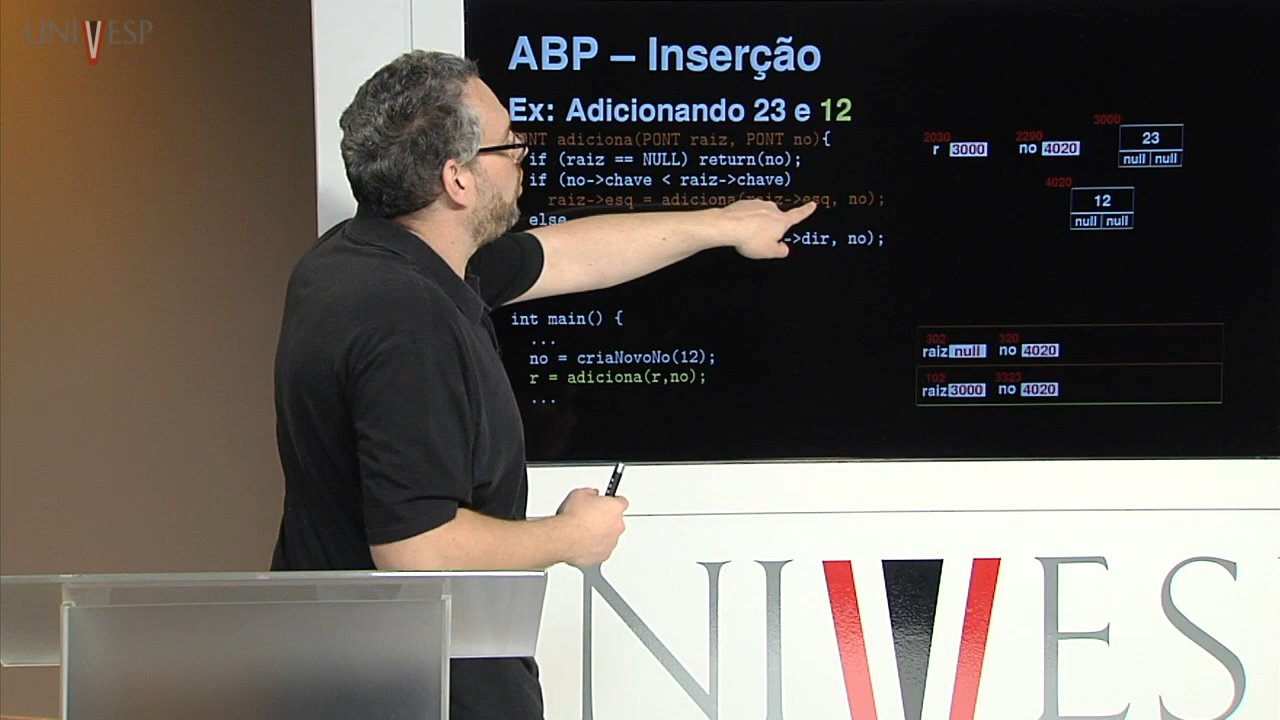 UNIVESP
ABP – Inserção
Ex: Adicionando 23 e 12
adiciona(PONT raiz, PONT no){
if (raiz == NULL) return(no);
if (no->chave < raiz->chave)
raiz->esq = adiciona(raiz->esq, no);
else
->dir, no);
int main() {
...
no = criaNovoNo(12);
r = adiciona(r,no);
...
2030 2290 3000
r 3000 no 4020 23
null null
4020
12
null null
302 320
raiz null no 4020
102 3323
raiz 3000 no 4020
NIVES